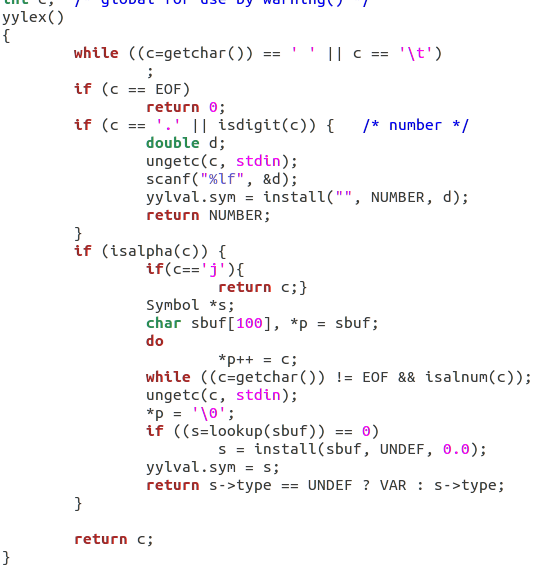 int c;  /* global for use by warning() */
yylex()
{
        while ((c=getchar()) == ' ' || c == '\t')
                ;
        if (c == EOF)
                return 0;
        if (c == '.' || isdigit(c)) {   /* number */
                double d;
                ungetc(c, stdin);
                scanf("%lf", &d);
                yylval.sym = install("", NUMBER, d);
                return NUMBER;
        }
        if (isalpha(c)) {
                if(c=='j'){
                        return c;}
                Symbol *s;
                char sbuf[100], *p = sbuf;
                do
                        *p++ = c;
                while ((c=getchar()) != EOF && isalnum(c));
                ungetc(c, stdin);
                *p = '\0';
                if ((s=lookup(sbuf)) == 0)
                        s = install(sbuf, UNDEF, 0.0);
                yylval.sym = s;
                return s->type == UNDEF ? VAR : s->type;
        }

        return c;
}